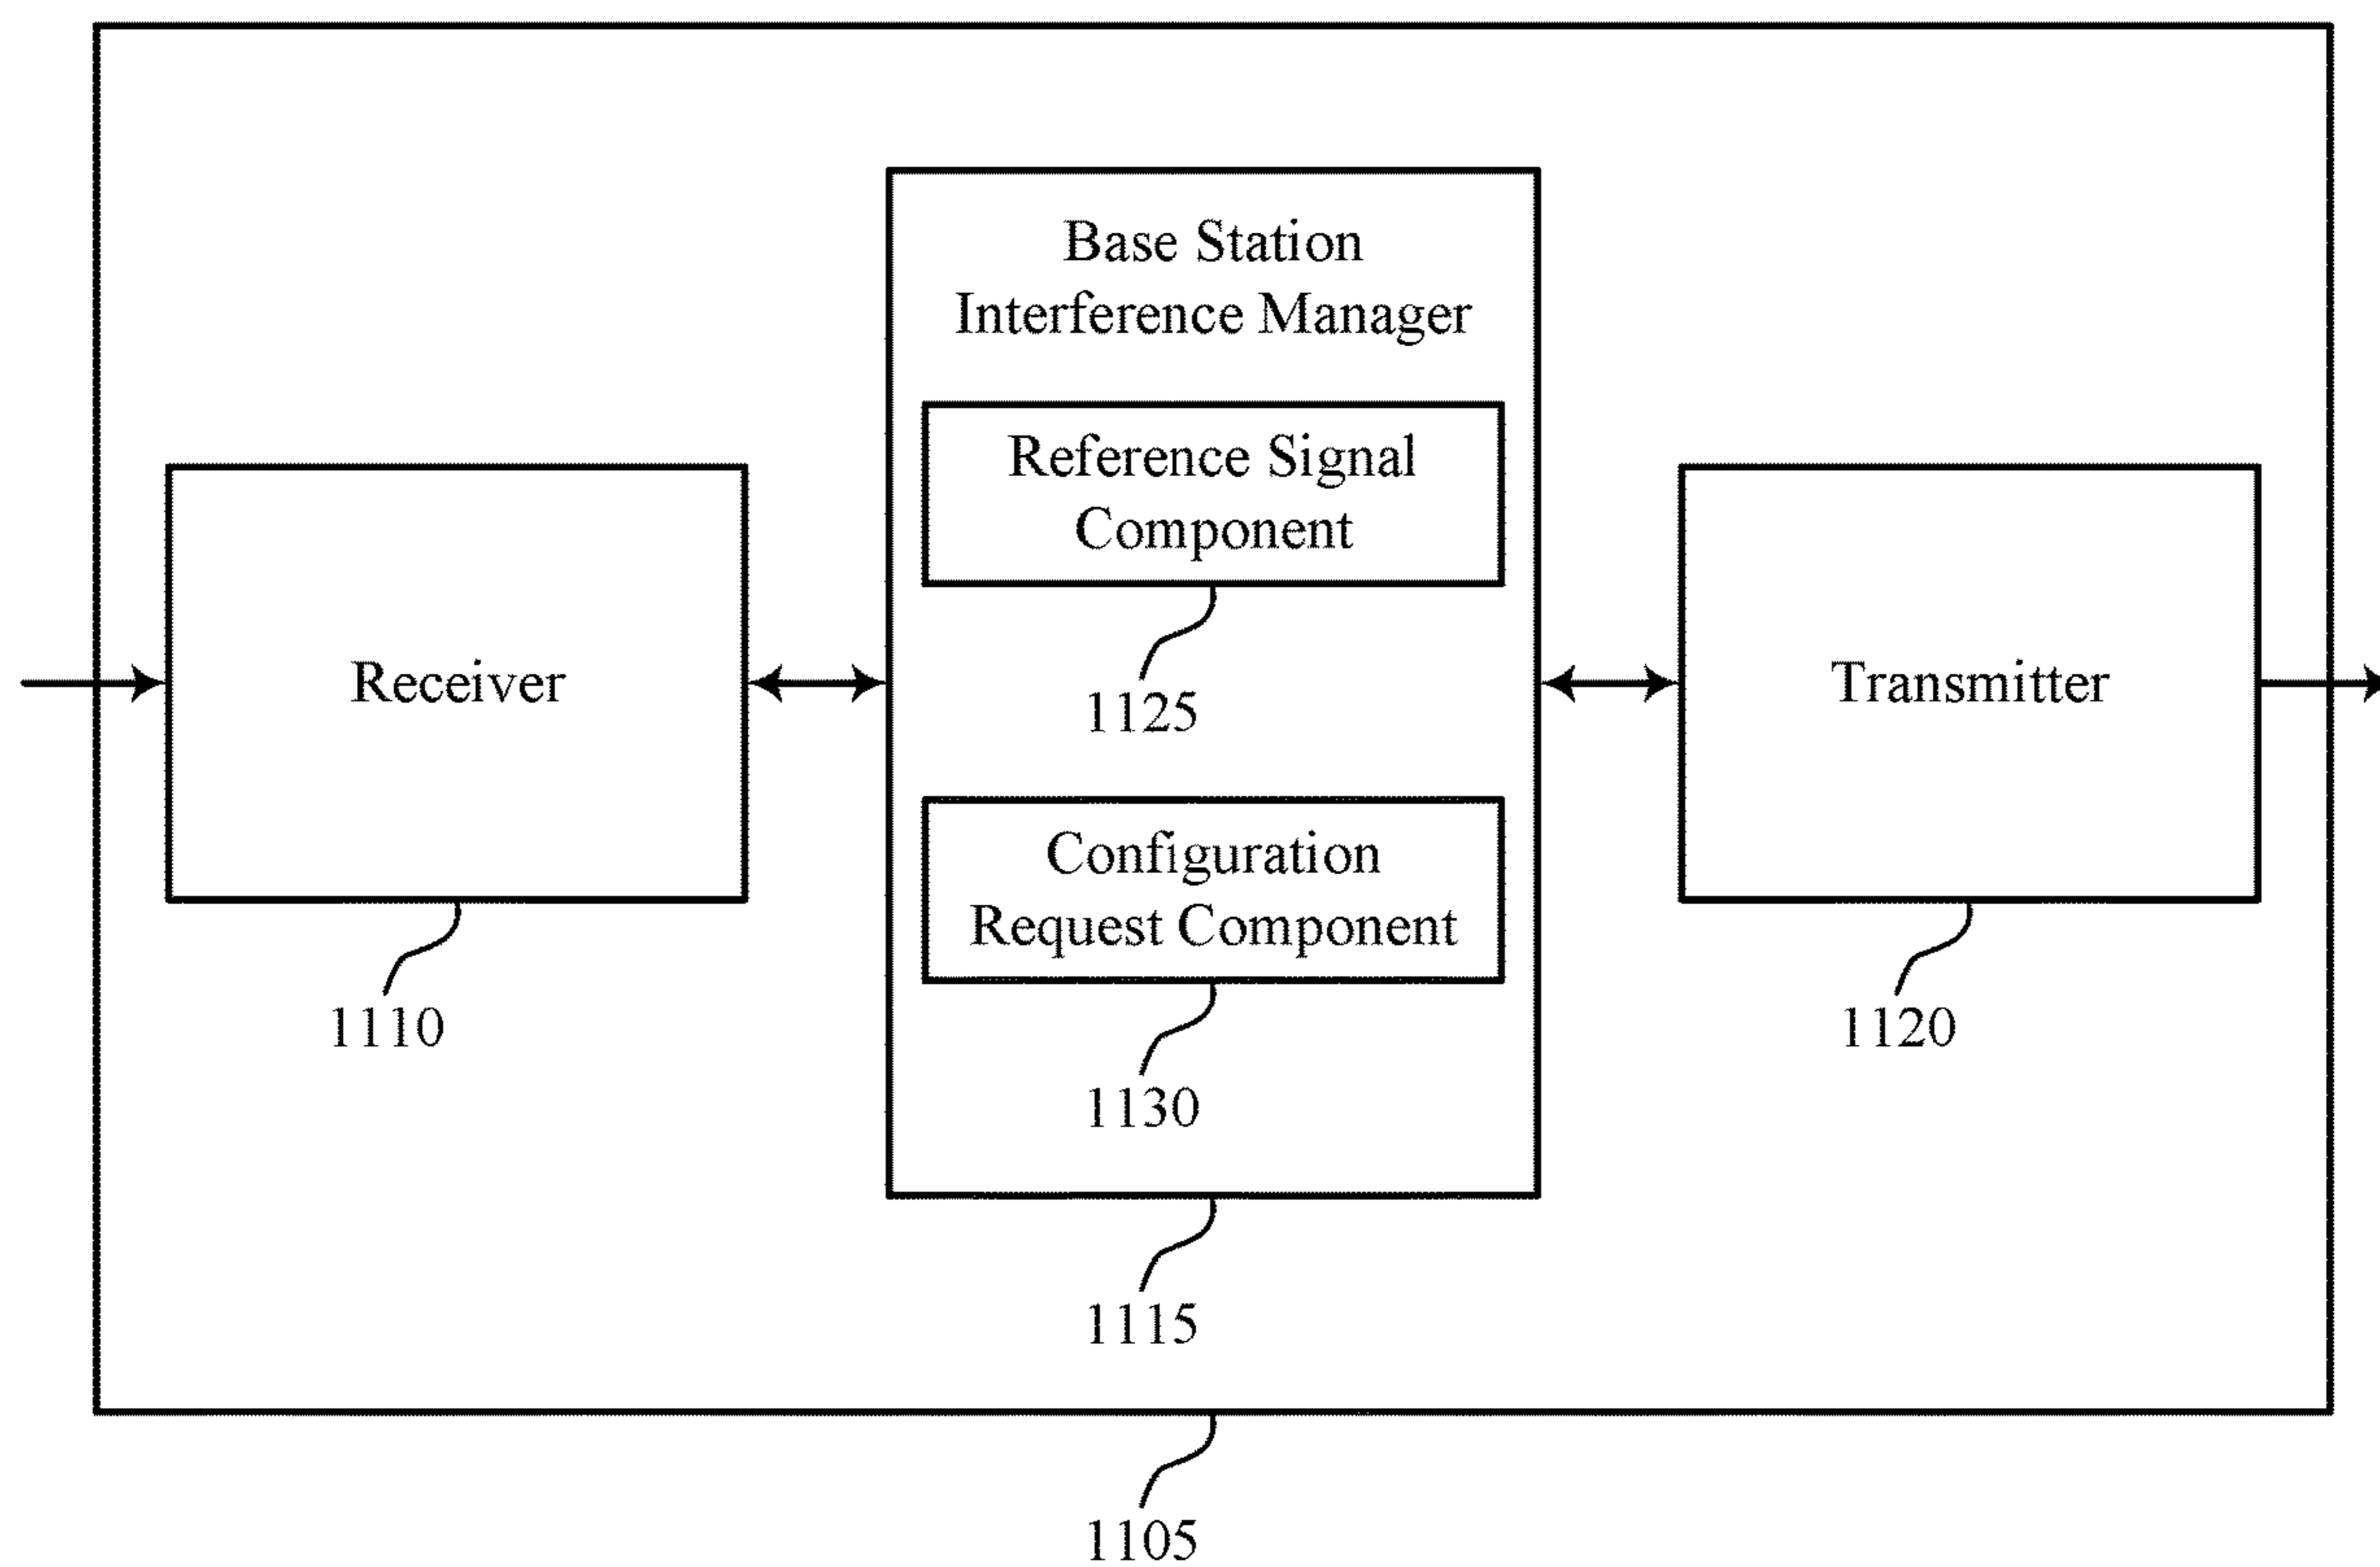 Base Station
Interference Manager
Reference Signal
Component
1125
Receiver
Transmitter
Configuration
Request Component
1110
1120
1130
1115
1105